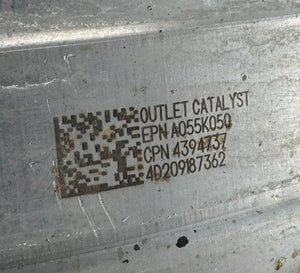 OUTLET CATALYST
EPN A055K050
CPN 4394737
4D209187362